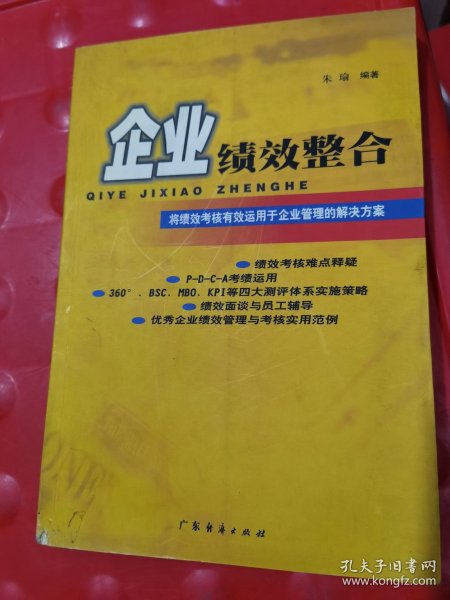 朱瑜 编著
企业绩效整合
QIYE JIXIAO ZHENGHE
将绩效考核有效运用于企业管理的解决方案
绩效考核难点释疑
P-D-C-A考绩运用
360°、BSC、MBO、KPI等四大测评体系实施策略
绩效面谈与员工辅导
优秀企业绩效管理与考核实用范例
广东经济出版社
孔夫子旧书网
www.kongfz.com